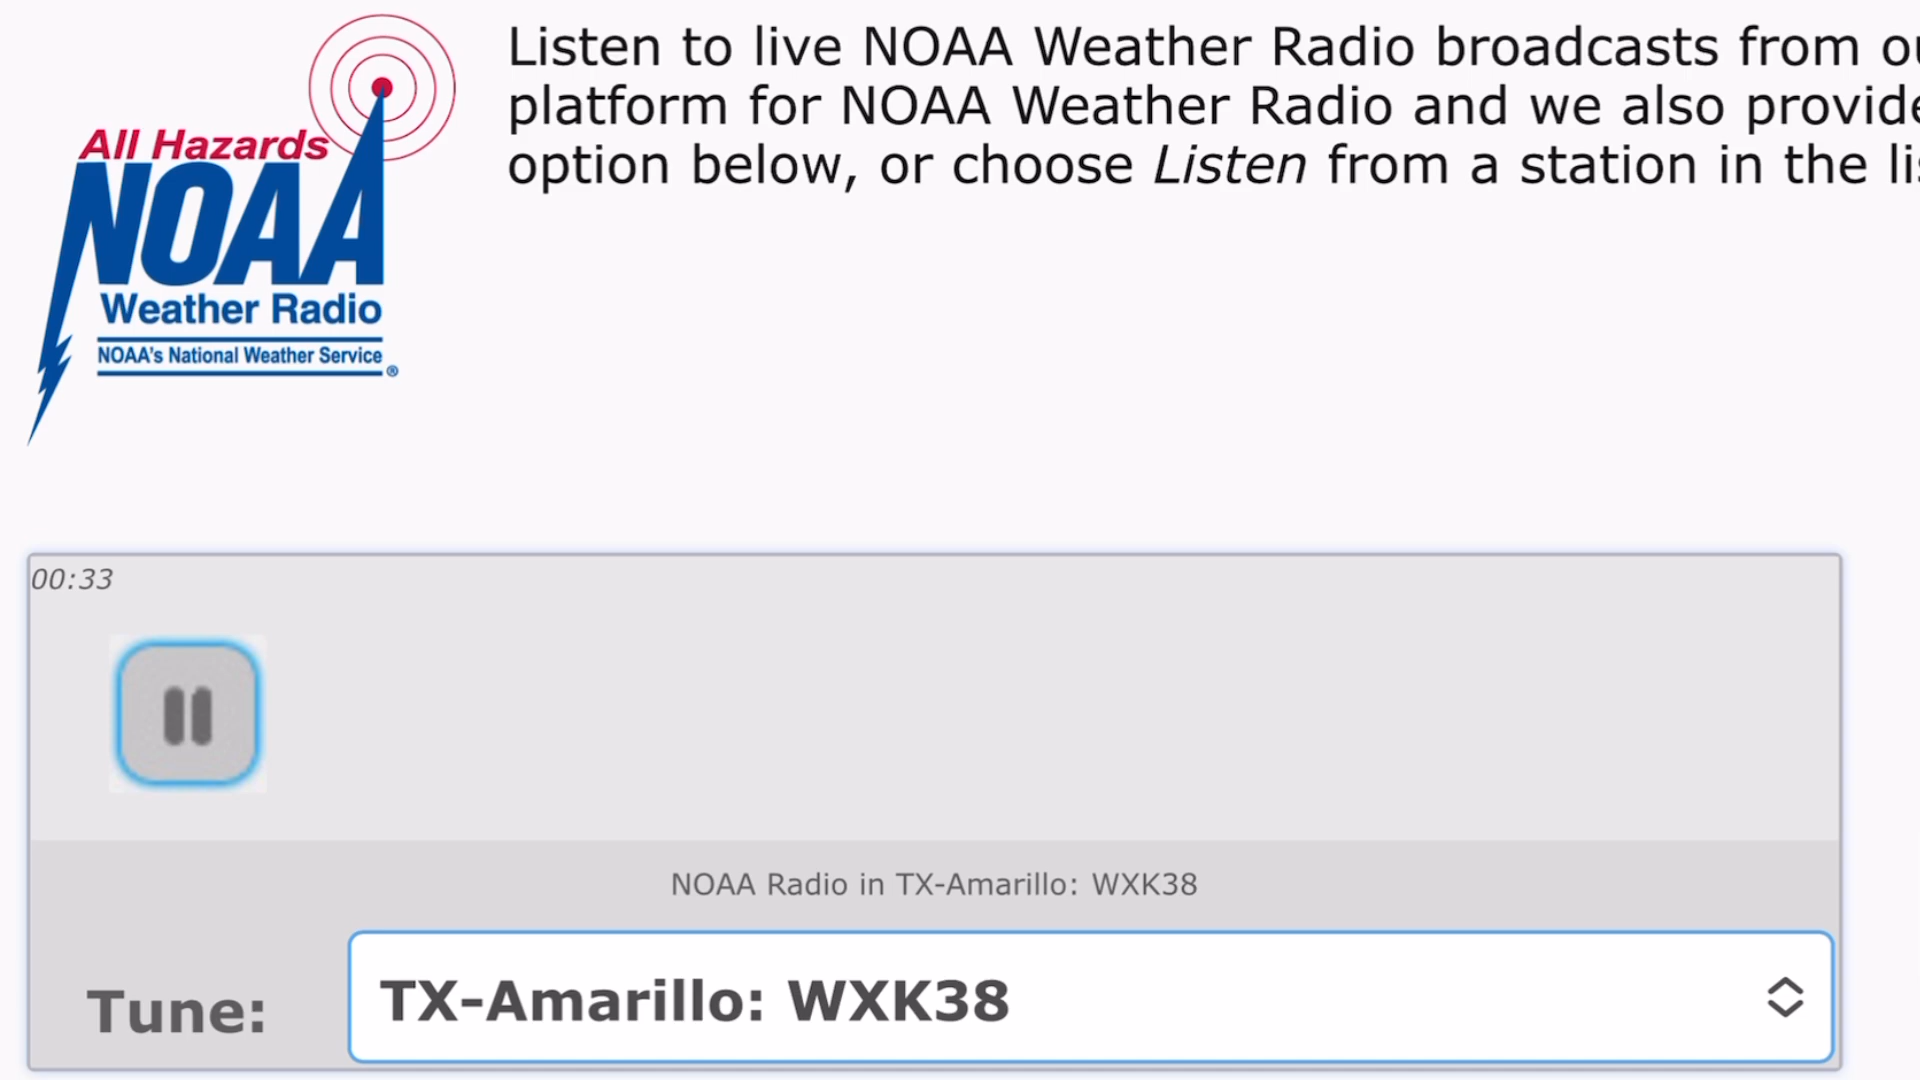 Listen to live NOAA Weather Radio broadcasts from
platform for NOAA Weather Radio and we also provide
option below, or choose Listen from a station in the
All Hazards
NOAA
Weather Radio
NOAA's National Weather Service
®
00:33
NOAA Radio in TX-Amarillo: WXK38
Tune:
TX-Amarillo: WXK38